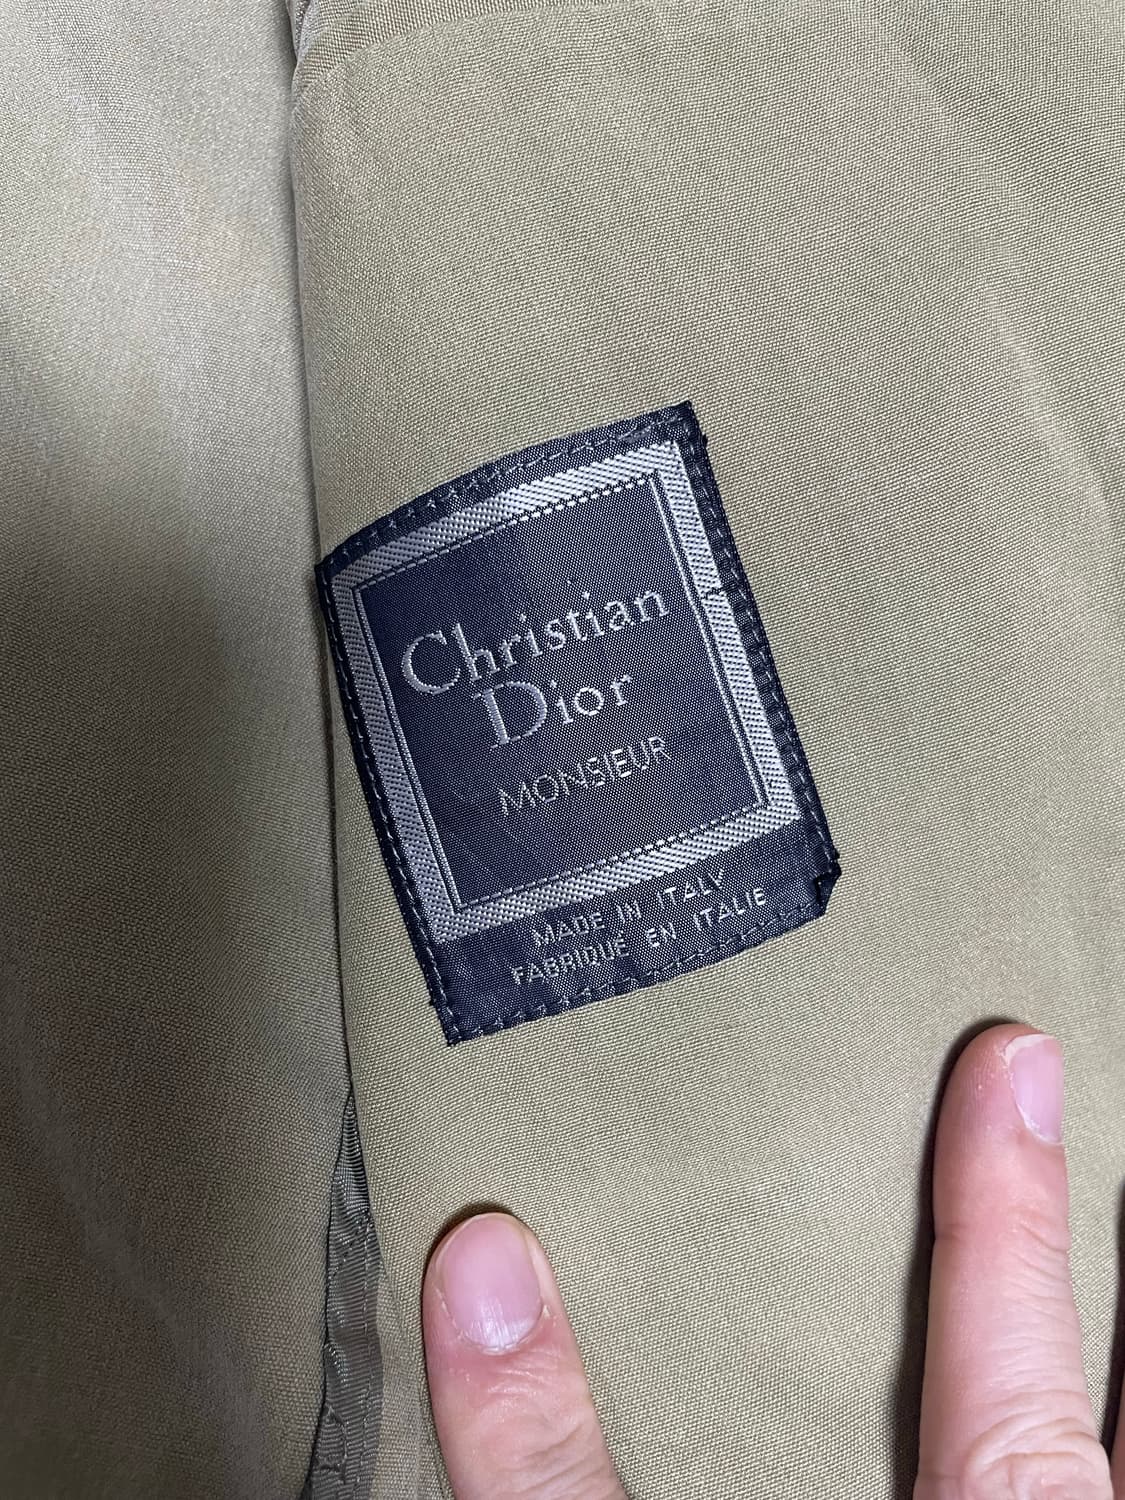 Christian
Dior
MONSIEUR
MADE IN ITALY
FABRIQUÉ EN ITALIE